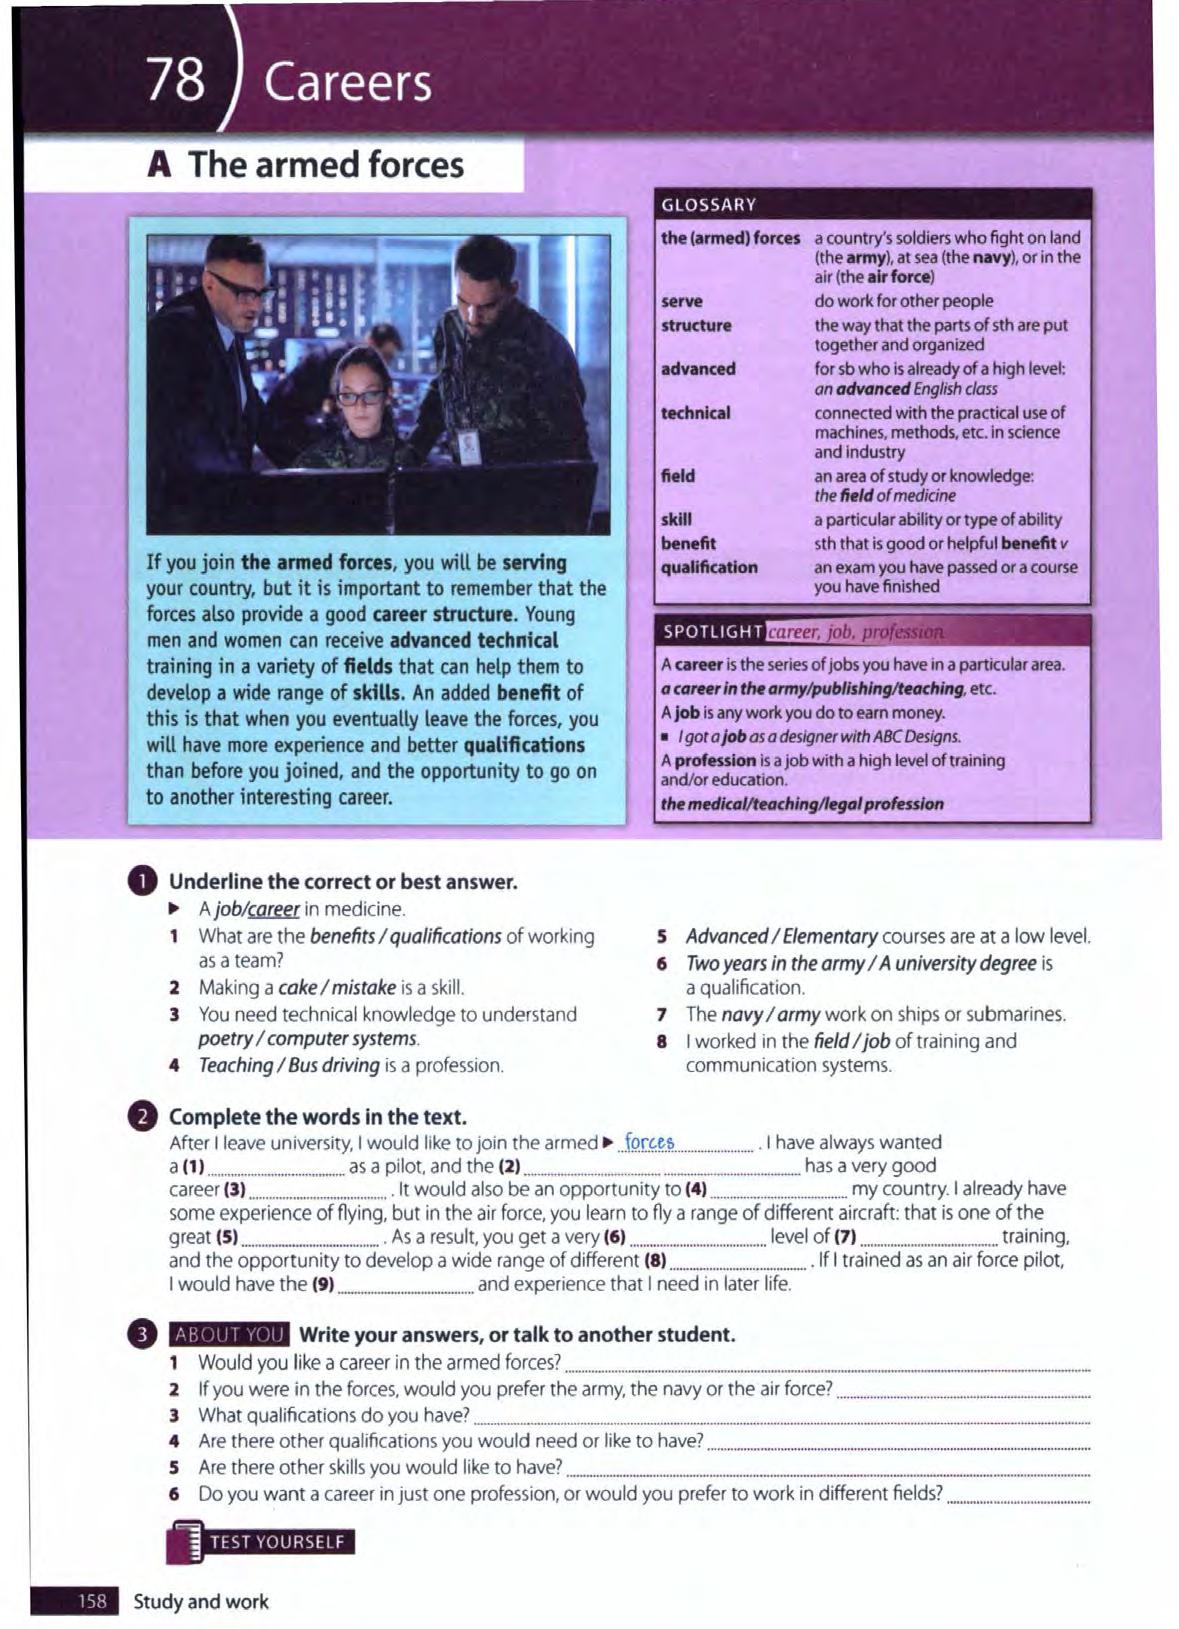 78 Careers
A The armed forces
If you join the armed forces, you will be serving
your country, but it is important to remember that the
forces also provide a good career structure. Young
men and women can receive advanced technical
training in a variety of fields that can help them to
develop a wide range of skills. An added benefit of
this is that when you eventually leave the forces, you
will have more experience and better qualifications
than before you joined, and the opportunity to go on
to another interesting career.
GLOSSARY
the (armed) forces a country's soldiers who fight on land
(the army), at sea (the navy), or in the
air (the air force)
serve do work for other people
structure the way that the parts of sth are put
together and organized
advanced for sb who is already of a high level:
an advanced English class
technical connected with the practical use of
machines, methods, etc. in science
and industry
field an area of study or knowledge:
the field of medicine
skill a particular ability or type of ability
benefit sth that is good or helpful benefit v
qualification an exam you have passed or a course
you have finished
SPOTLIGHT career, job, profession
A career is the series of jobs you have in a particular area.
a career in the army/publishing/teaching, etc.
A job is any work you do to earn money.
▪ I got a job as a designer with ABC Designs.
A profession is a job with a high level of training
and/or education.
the medical/teaching/legal profession
1 Underline the correct or best answer.
▶ A job/career in medicine.
1 What are the benefits / qualifications of working
as a team?
2 Making a cake / mistake is a skill.
3 You need technical knowledge to understand
poetry / computer systems.
4 Teaching / Bus driving is a profession.
5 Advanced / Elementary courses are at a low level.
6 Two years in the army / A university degree is
a qualification.
7 The navy / army work on ships or submarines.
8 I worked in the field / job of training and
communication systems.
2 Complete the words in the text.
After I leave university, I would like to join the armed ▶ forces . I have always wanted
a (1) as a pilot, and the (2) has a very good
career (3) . It would also be an opportunity to (4) my country. I already have
some experience of flying, but in the air force, you learn to fly a range of different aircraft: that is one of the
great (5) . As a result, you get a very (6) level of (7) training,
and the opportunity to develop a wide range of different (8) . If I trained as an air force pilot,
I would have the (9) and experience that I need in later life.
3 ABOUT YOU Write your answers, or talk to another student.
1 Would you like a career in the armed forces?
2 If you were in the forces, would you prefer the army, the navy or the air force?
3 What qualifications do you have?
4 Are there other qualifications you would need or like to have?
5 Are there other skills you would like to have?
6 Do you want a career in just one profession, or would you prefer to work in different fields?
TEST YOURSELF
158 Study and work